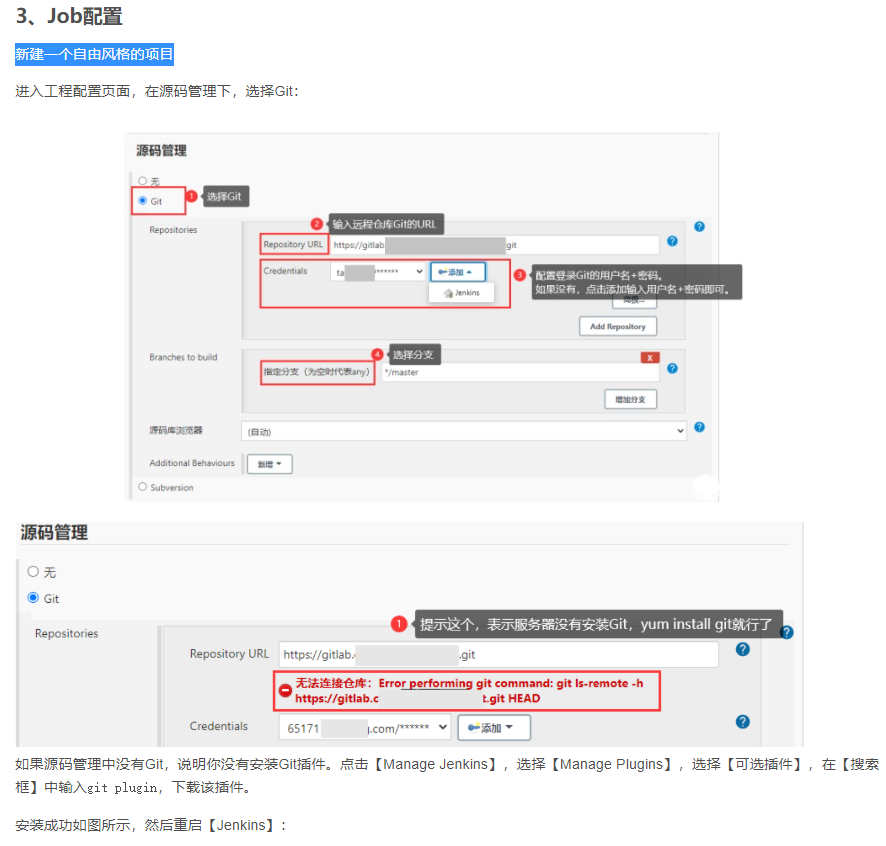 3、Job配置
新建一个自由风格的项目
进入工程配置页面，在源码管理下，选择Git：
源码管理
无
Git
1
选择Git
Repositories
2
输入远程仓库Git的URL
Repository URL
https://gitlab
git
Credentials
ta
/******
添加
Jenkins
3
配置登录Git的用户名+密码。
如果没有，点击添加输入用户名+密码即可。
Add Repository
Branches to build
4
选择分支
指定分支（为空时代表any）
*/master
X
增加分支
源码库浏览器
(自动)
Additional Behaviours
新增
Subversion
源码管理
无
Git
Repositories
1
提示这个，表示服务器没有安装Git，yum install git就行了
Repository URL
https://gitlab.
.git
无法连接仓库：Error performing git command: git ls-remote -h
https://gitlab.c
t.git HEAD
Credentials
65171
.com/******
添加
如果源码管理中没有Git，说明你没有安装Git插件。点击【Manage Jenkins】，选择【Manage Plugins】，选择【可选插件】，在【搜索
框】中输入git plugin，下载该插件。
安装成功如图所示，然后重启【Jenkins】：